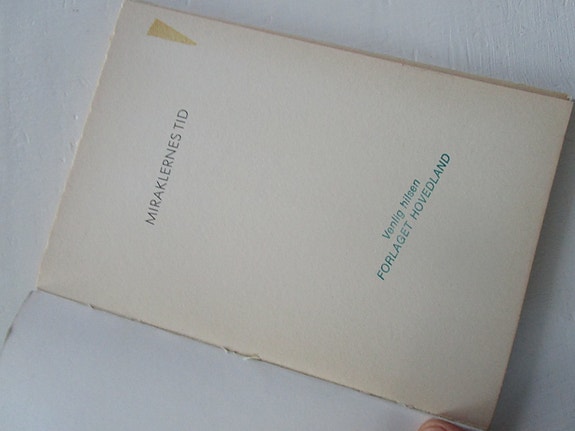 MIRAKLERNES TID
Venlig hilsen
FORLAGET HOVEDLAND